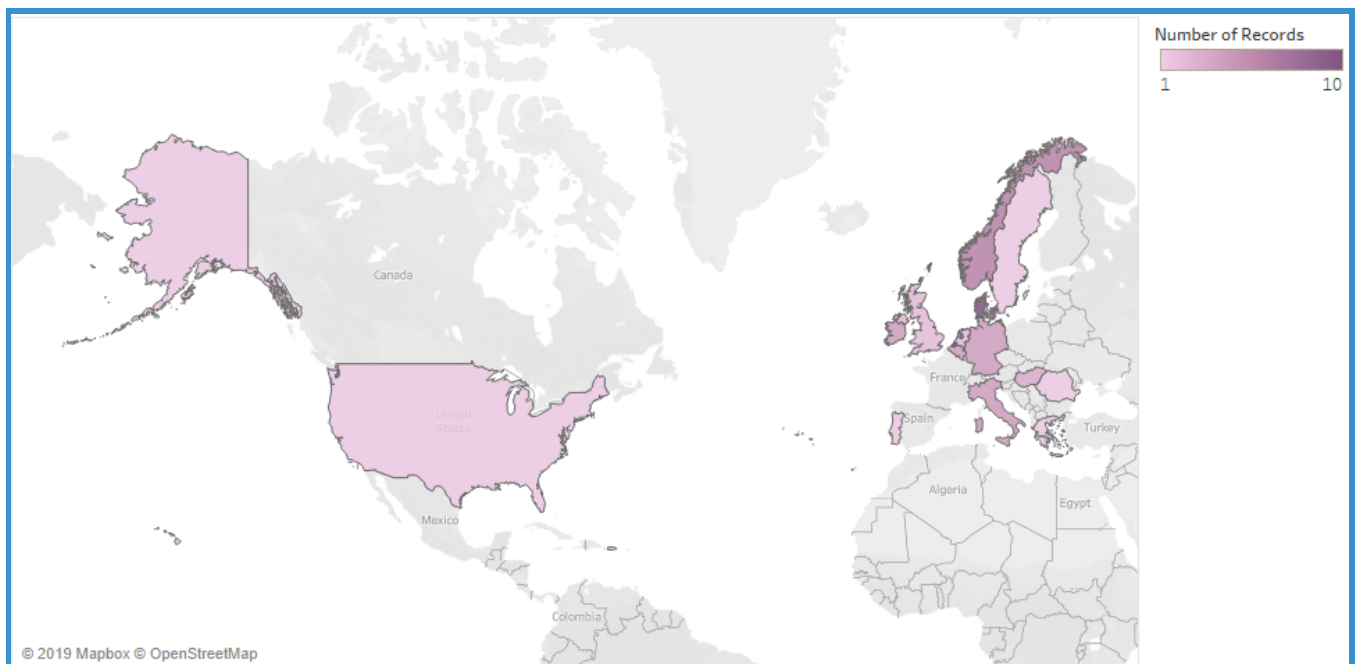 Number of Records
1 10
Canada
United
States
Mexico
Colombia
France
Spain
Turkey
Algeria
Egypt
© 2019 Mapbox © OpenStreetMap